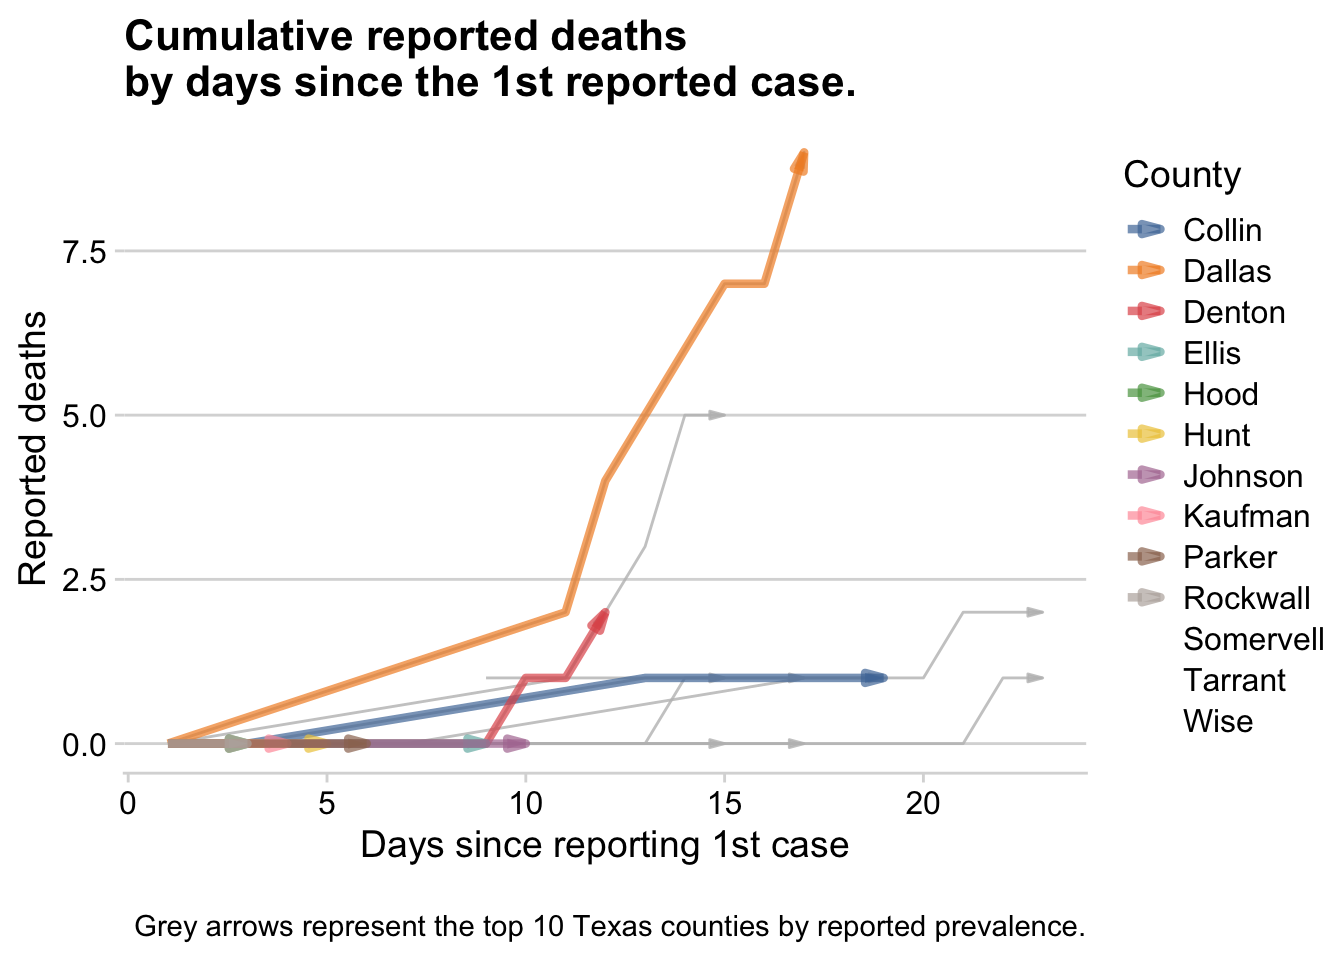 Cumulative reported deaths
by days since the 1st reported case.
Reported deaths
7.5
5.0
2.5
0.0
0 5 10 15 20
Days since reporting 1st case
County
Collin
Dallas
Denton
Ellis
Hood
Hunt
Johnson
Kaufman
Parker
Rockwall
Somervell
Tarrant
Wise
Grey arrows represent the top 10 Texas counties by reported prevalence.